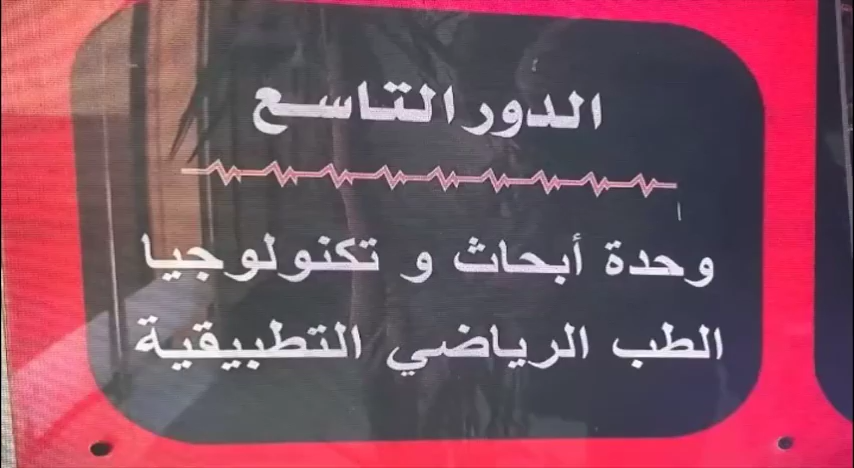 الدور التاسع
وحدة أبحاث و تكنولوجيا
الطب الرياضي التطبيقية